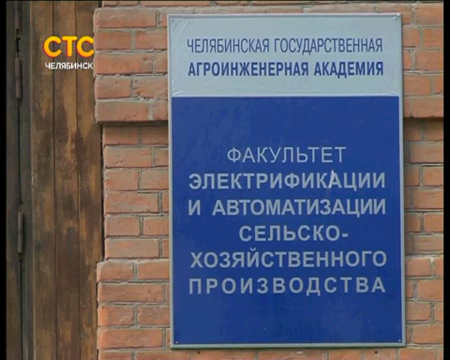 СТС
ЧЕЛЯБИНСК
ЧЕЛЯБИНСКАЯ ГОСУДАРСТВЕННАЯ
АГРОИНЖЕНЕРНАЯ АКАДЕМИЯ
ФАКУЛЬТЕТ
ЭЛЕКТРИФИКАЦИИ
И АВТОМАТИЗАЦИИ
СЕЛЬСКО-
ХОЗЯЙСТВЕННОГО
ПРОИЗВОДСТВА